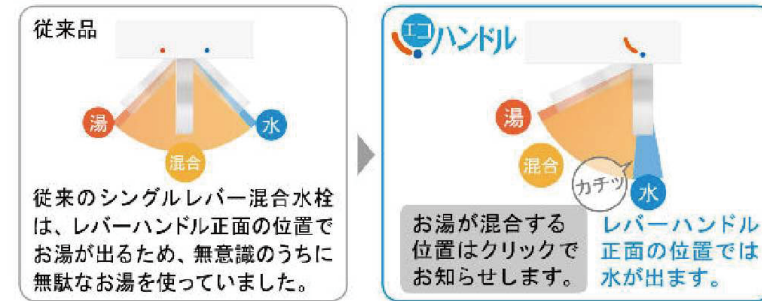 従来品
湯
水
混合
従来のシングルレバー混合水栓
は、レバーハンドル正面の位置で
お湯が出るため、無意識のうちに
無駄なお湯を使っていました。
エコハンドル
湯
混合
カチッ
水
お湯が混合する
位置はクリックで
お知らせします。
レバーハンドル
正面の位置では
水が出ます。